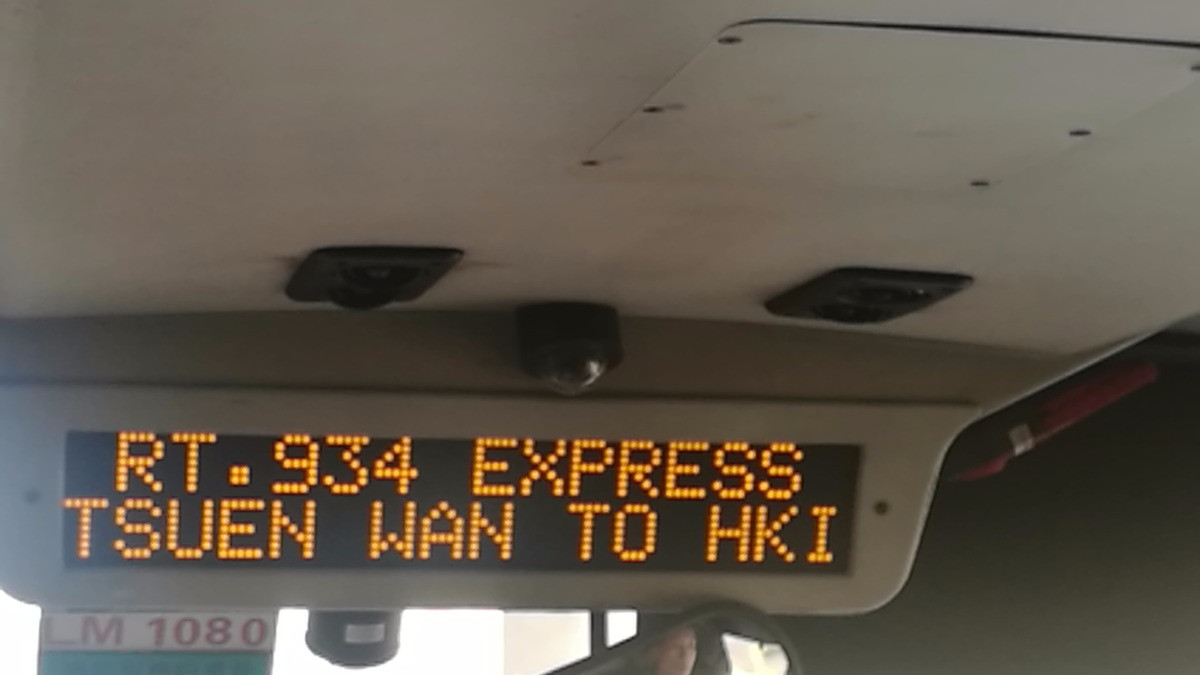 RT.934 EXPRESS
TSUEN WAN TO HKI
LM 1080